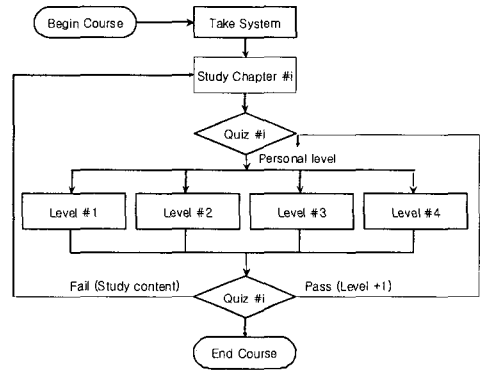 Begin Course
Take System
Study Chapter #i
Quiz #i
Personal level
Level #1
Level #2
Level #3
Level #4
Fail (Study content)
Quiz #i
Pass (Level +1)
End Course